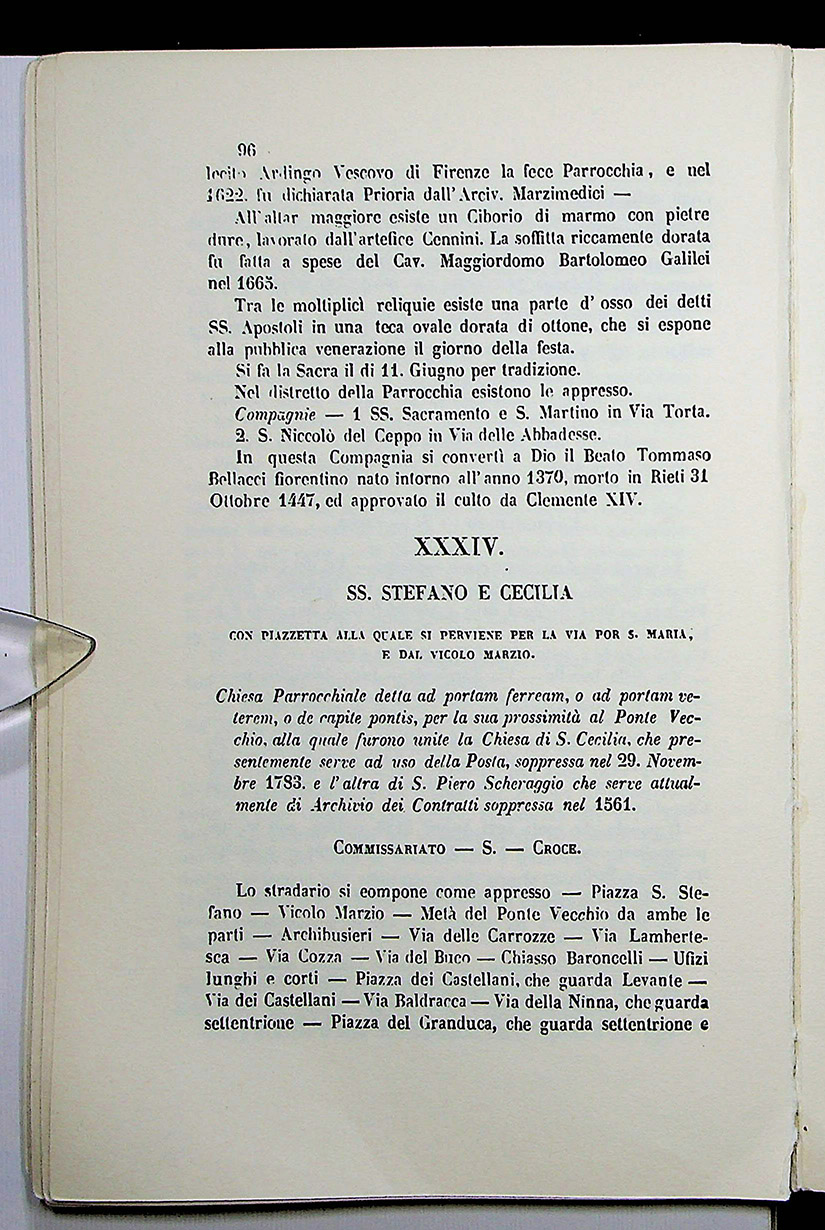 96
lecito Ardingo Vescovo di Firenze la fece Parrocchia, e nel
1622. fu dichiarata Prioria dall'Arciv. Marzimedici —
All'altar maggiore esiste un Ciborio di marmo con pietre
dure, lavorato dall'artefice Cennini. La soffitta riccamente dorata
fu fatta a spese del Cav. Maggiordomo Bartolomeo Galilei
nel 1665.
Tra le moltiplici reliquie esiste una parte d' osso dei detti
SS. Apostoli in una teca ovale dorata di ottone, che si espone
alla pubblica venerazione il giorno della festa.
Si fa la Sacra il di 11. Giugno per tradizione.
Nel distretto della Parrocchia esistono le appresso.
Compagnie — 1 SS. Sacramento e S. Martino in Via Torta.
2. S. Niccolò del Ceppo in Via delle Abbadesse.
In questa Compagnia si convertì a Dio il Beato Tommaso
Bellacci fiorentino nato intorno all'anno 1370, morto in Rieti 31
Ottobre 1447, ed approvato il culto da Clemente XIV.
XXXIV.
SS. STEFANO E CECILIA
CON PIAZZETTA ALLA QUALE SI PERVIENE PER LA VIA POR S. MARIA,
E DAL VICOLO MARZIO.
Chiesa Parrocchiale detta ad portam ferream, o ad portam ve-
terem, o de capite pontis, per la sua prossimità al Ponte Vec-
chio, alla quale furono unite la Chiesa di S. Cecilia, che pre-
sentemente serve ad uso della Posta, soppressa nel 29. Novem-
bre 1783. e l'altra di S. Piero Scheraggio che serve attual-
mente di Archivio dei Contratti soppressa nel 1561.
COMMISSARIATO — S. — CROCE.
Lo stradario si compone come appresso — Piazza S. Ste-
fano — Vicolo Marzio — Metà del Ponte Vecchio da ambe le
parti — Archibusieri — Via delle Carrozze — Via Lamberte-
sca — Via Cozza — Via del Buco — Chiasso Baroncelli — Ufizi
lunghi e corti — Piazza dei Castellani, che guarda Levante —
Via dei Castellani — Via Baldracca — Via della Ninna, che guarda
settentrione — Piazza del Granduca, che guarda settentrione e